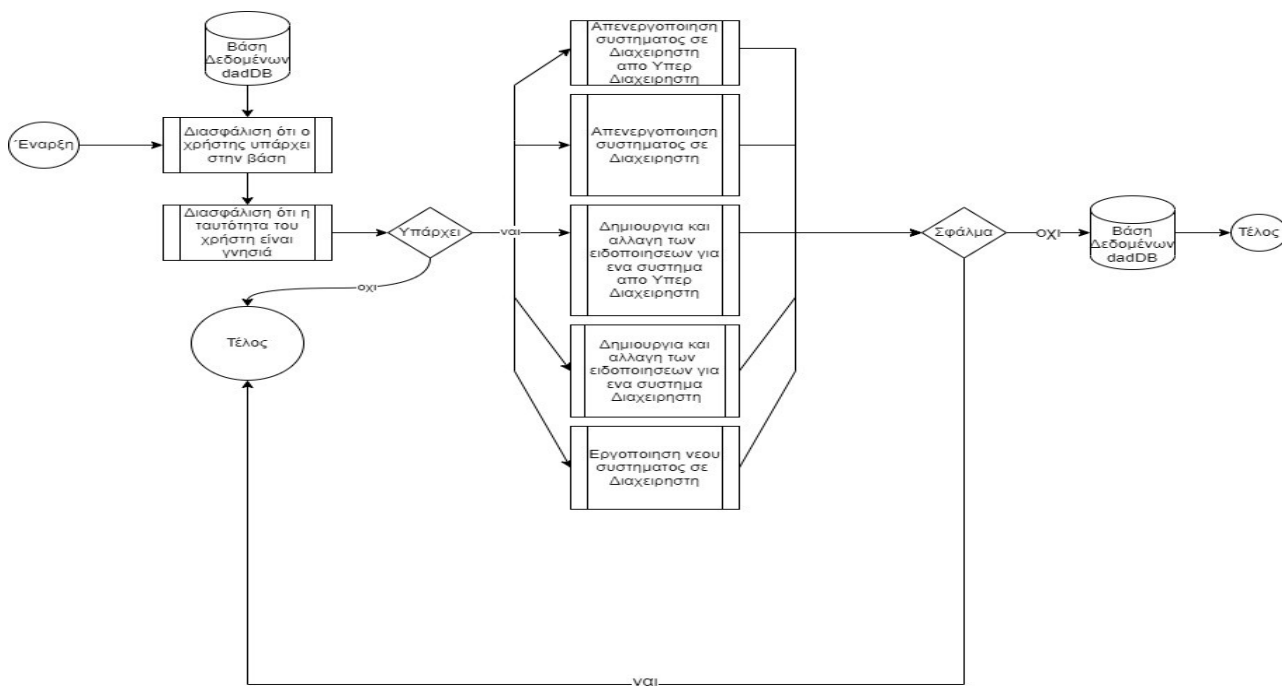 Βάση
Δεδομένων
dadDB
Έναρξη
Διασφάλιση ότι ο
χρήστης υπάρχει
στην βάση
Διασφάλιση ότι η
ταυτότητα του
χρήστη είναι
γνησιά
Υπάρχει
ναι
οχι
Τέλος
Απενεργοποιηση
συστηματος σε
Διαχειρηστη
απο Υπερ
Διαχειρηστη
Απενεργοποιηση
συστηματος σε
Διαχειρηστη
Δημιουργια και
αλλαγη των
ειδοποιησεων για
ενα συστημα
απο Υπερ
Διαχειρηστη
Δημιουργια και
αλλαγη των
ειδοποιησεων για
ενα συστημα
Διαχειρηστη
Εργοποιηση νεου
συστηματος σε
Διαχειρηστη
Σφάλμα
οχι
Βάση
Δεδομένων
dadDB
Τέλος
ναι